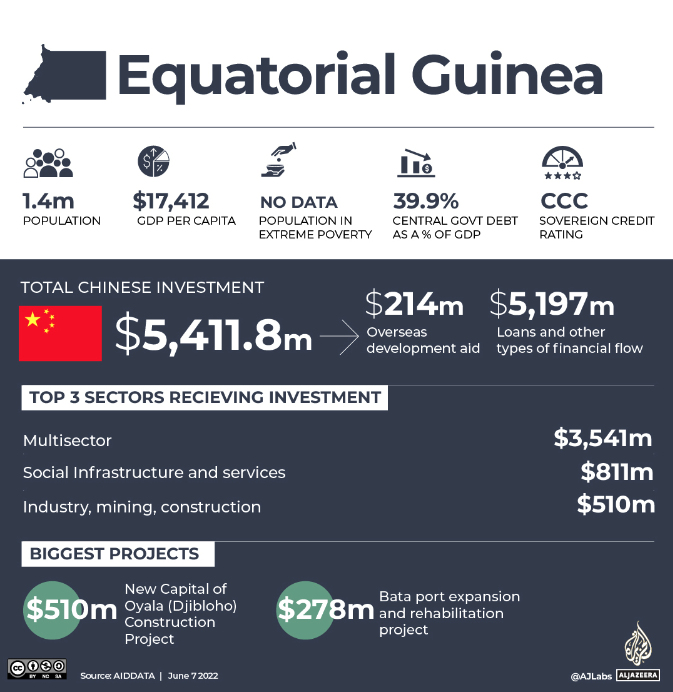 Equatorial Guinea
1.4m
POPULATION
$17,412
GDP PER CAPITA
NO DATA
POPULATION IN
EXTREME POVERTY
39.9%
CENTRAL GOVT DEBT
AS A % OF GDP
CCC
SOVEREIGN CREDIT
RATING
TOTAL CHINESE INVESTMENT
$5,411.8m
$214m
Overseas
development aid
$5,197m
Loans and other
types of financial flow
TOP 3 SECTORS RECIEVING INVESTMENT
Multisector $3,541m
Social Infrastructure and services $811m
Industry, mining, construction $510m
BIGGEST PROJECTS
$510m
New Capital of
Oyala (Djibloho)
Construction
Project
$278m
Bata port expansion
and rehabilitation
project
CC BY NC SA
Source: AIDDATA | June 7 2022
@AJLabs ALJAZEERA